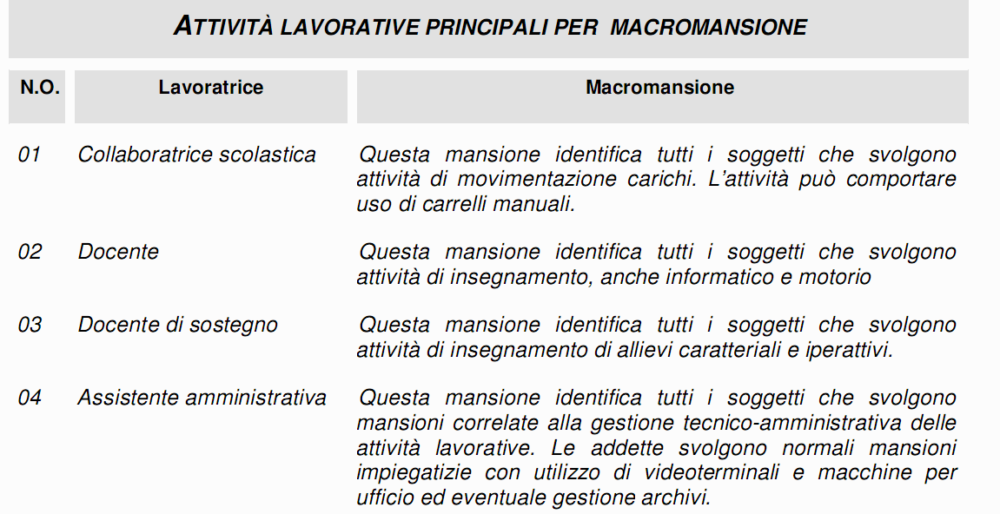 ATTIVITÀ LAVORATIVE PRINCIPALI PER MACROMANSIONE
N.O. Lavoratrice Macromansione
01 Collaboratrice scolastica Questa mansione identifica tutti i soggetti che svolgono
attività di movimentazione carichi. L'attività può comportare
uso di carrelli manuali.
02 Docente Questa mansione identifica tutti i soggetti che svolgono
attività di insegnamento, anche informatico e motorio
03 Docente di sostegno Questa mansione identifica tutti i soggetti che svolgono
attività di insegnamento di allievi caratteriali e iperattivi.
04 Assistente amministrativa Questa mansione identifica tutti i soggetti che svolgono
mansioni correlate alla gestione tecnico-amministrativa delle
attività lavorative. Le addette svolgono normali mansioni
impiegatizie con utilizzo di videoterminali e macchine per
ufficio ed eventuale gestione archivi.